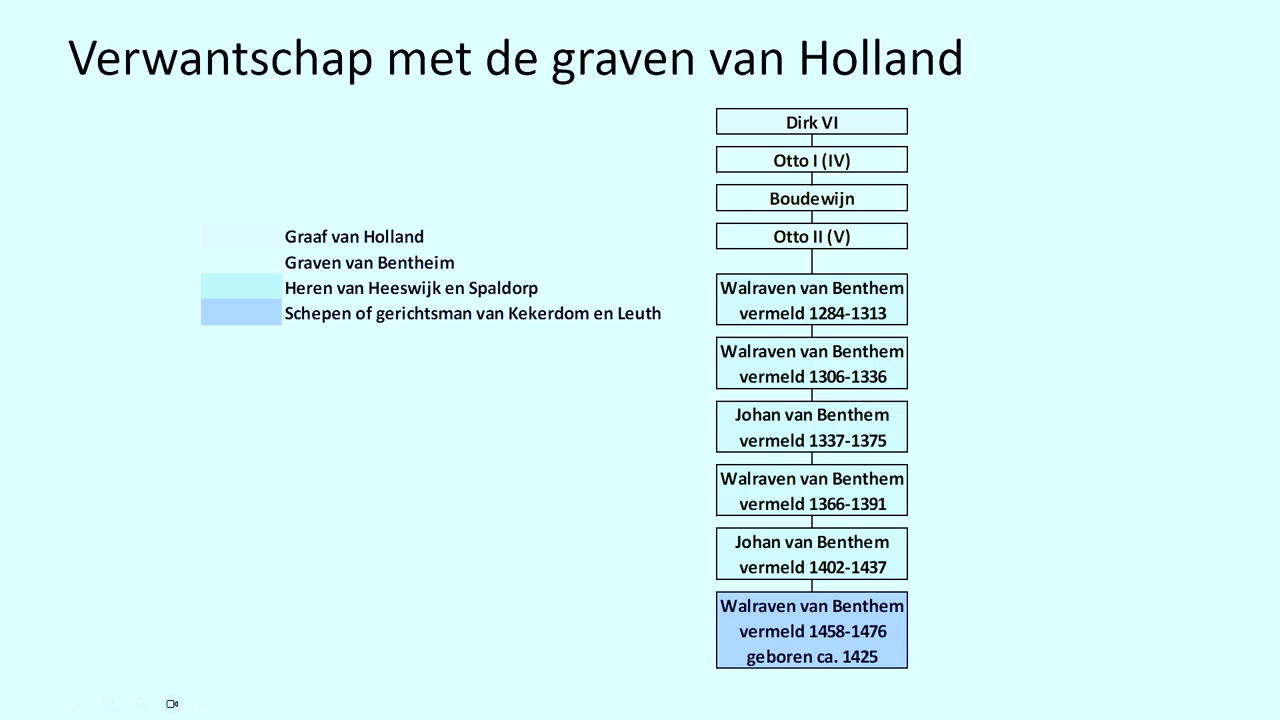 Verwantschap met de graven van Holland
Dirk VI
Otto I (IV)
Boudewijn
Otto II (V)
Graaf van Holland
Graven van Bentheim
Heren van Heeswijk en Spaldorp
Schepen of gerichtsman van Kekerdom en Leuth
Walraven van Benthem
vermeld 1284-1313
Walraven van Benthem
vermeld 1306-1336
Johan van Benthem
vermeld 1337-1375
Walraven van Benthem
vermeld 1366-1391
Johan van Benthem
vermeld 1402-1437
Walraven van Benthem
vermeld 1458-1476
geboren ca. 1425